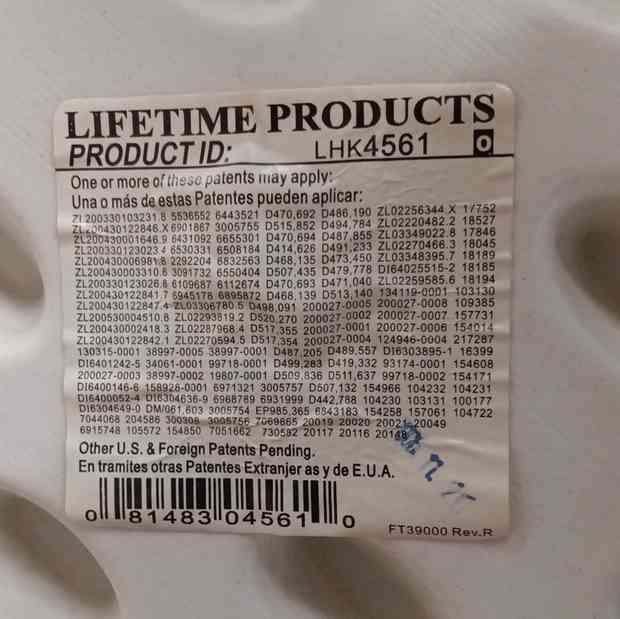 LIFETIME PRODUCTS
PRODUCT ID: LHK4561 0
One or more of these patents may apply:
Una o más de estas Patentes pueden aplicar:
ZL200330103231.8 5536552 6443521 D470,692 D486,190 ZL02256344.X 17752
ZL200430122846.X 6901867 3005755 D515,852 D494,784 ZL02220482.2 18527
ZL200430001646.9 6431092 6655301 D470,694 D487,855 ZL03349022.8 17846
ZL200330123023.4 6530331 6508184 D414,626 D491,233 ZL02270466.3 18045
ZL200430006981.8 2292204 6832563 D468,135 D473,450 ZL03348395.7 18189
ZL200430003310.6 3091732 6550404 D507,435 D479,778 DI64025515-2 18185
ZL200330123026.8 6109687 6112674 D470,693 D471,040 ZL02259585.6 18194
ZL200430122841.7 6945178 6895872 D468,139 D513,140 134119-0001 103130
ZL200430122847.4 ZL03306780.5 D498,091 200027-0005 200027-0008 109385
ZL200530004510.8 ZL02293819.2 D520,270 200027-0002 200027-0007 157731
ZL200430002418.3 ZL02287968.4 D517,355 200027-0001 200027-0006 154014
ZL200430122842.1 ZL02270594.5 D517,354 200027-0004 124946-0004 217287
130315-0001 38997-0005 38997-0001 D487,205 D489,557 DI6303895-1 16399
DI6401242-5 34061-0001 99718-0001 D499,283 D419,332 93174-0001 154608
200027-0003 38997-0002 19807-0001 D509,836 D511,637 99718-0002 154171
DI6400146-6 158926-0001 6971321 3005757 D507,132 154966 104232 104231
DI6400052-4 DI6304636-9 6968789 6931999 D442,788 104230 103131 100177
DI6304649-0 DM/061,603 3005754 EP985,365 6843183 154258 157061 104722
7044068 204586 300308 3005756 7069865 20019 20020 20021 20049
6915748 105572 154850 7051662 730592 20117 20116 20148
Other U.S. & Foreign Patents Pending.
En tramites otras Patentes Extranjer as y de E.U.A.
0 81483 04561 0
FT39000 Rev.R